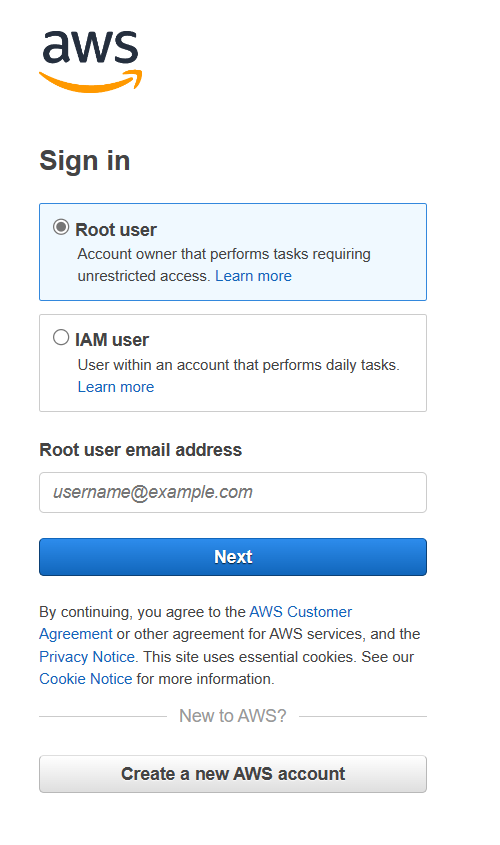 aws
Sign in
Root user
Account owner that performs tasks requiring
unrestricted access. Learn more
IAM user
User within an account that performs daily tasks.
Learn more
Root user email address
username@example.com
Next
By continuing, you agree to the AWS Customer
Agreement or other agreement for AWS services, and the
Privacy Notice. This site uses essential cookies. See our
Cookie Notice for more information.
New to AWS?
Create a new AWS account